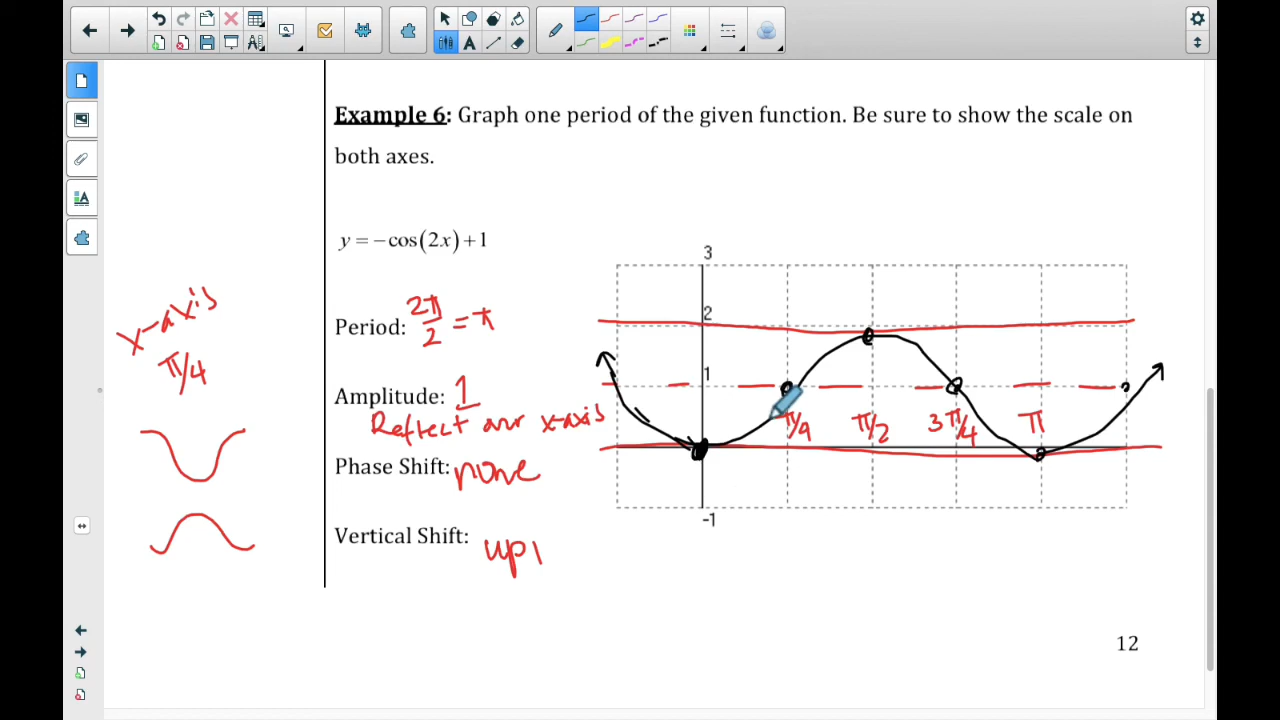 Example 6: Graph one period of the given function. Be sure to show the scale on
both axes.
y = −cos(2x) + 1
x-axis
π/4
Period: 2π/2 = π
Amplitude: 1
Reflect over x-axis
Phase Shift: none
Vertical Shift: up 1
3
2
1
π/4 π/2 3π/4 π
-1
12